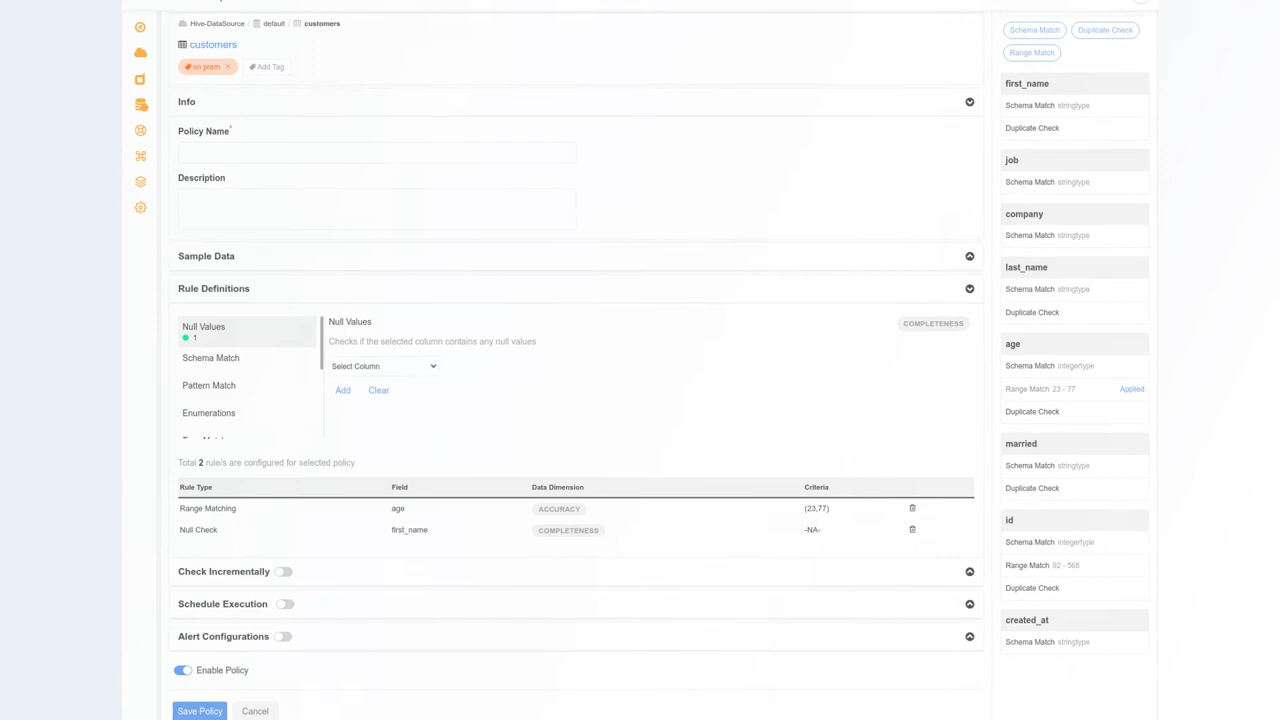 Hive-DataSource / default / customers
customers
on prem × Add Tag
Info
Policy Name*
Description
Sample Data
Rule Definitions
Null Values
1
Schema Match
Pattern Match
Enumerations
Null Values
COMPLETENESS
Checks if the selected column contains any null values
Select Column
Add Clear
Total 2 rule/s are configured for selected policy
Rule Type Field Data Dimension Criteria
Range Matching age ACCURACY (23,77)
Null Check first_name COMPLETENESS -NA-
Check Incrementally
Schedule Execution
Alert Configurations
Enable Policy
Save Policy Cancel
Schema Match Duplicate Check
Range Match
first_name
Schema Match stringtype
Duplicate Check
job
Schema Match stringtype
company
Schema Match stringtype
last_name
Schema Match stringtype
Duplicate Check
age
Schema Match integertype
Range Match 23 - 77 Applied
Duplicate Check
married
Schema Match stringtype
Duplicate Check
id
Schema Match integertype
Range Match 92 - 568
Duplicate Check
created_at
Schema Match stringtype